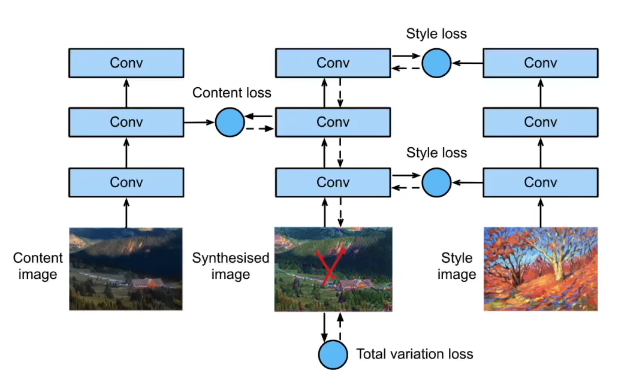 Style loss
Conv
Conv
Conv
Content loss
Conv
Conv
Conv
Style loss
Conv
Conv
Conv
Content
image
Synthesised
image
Style
image
Total variation loss